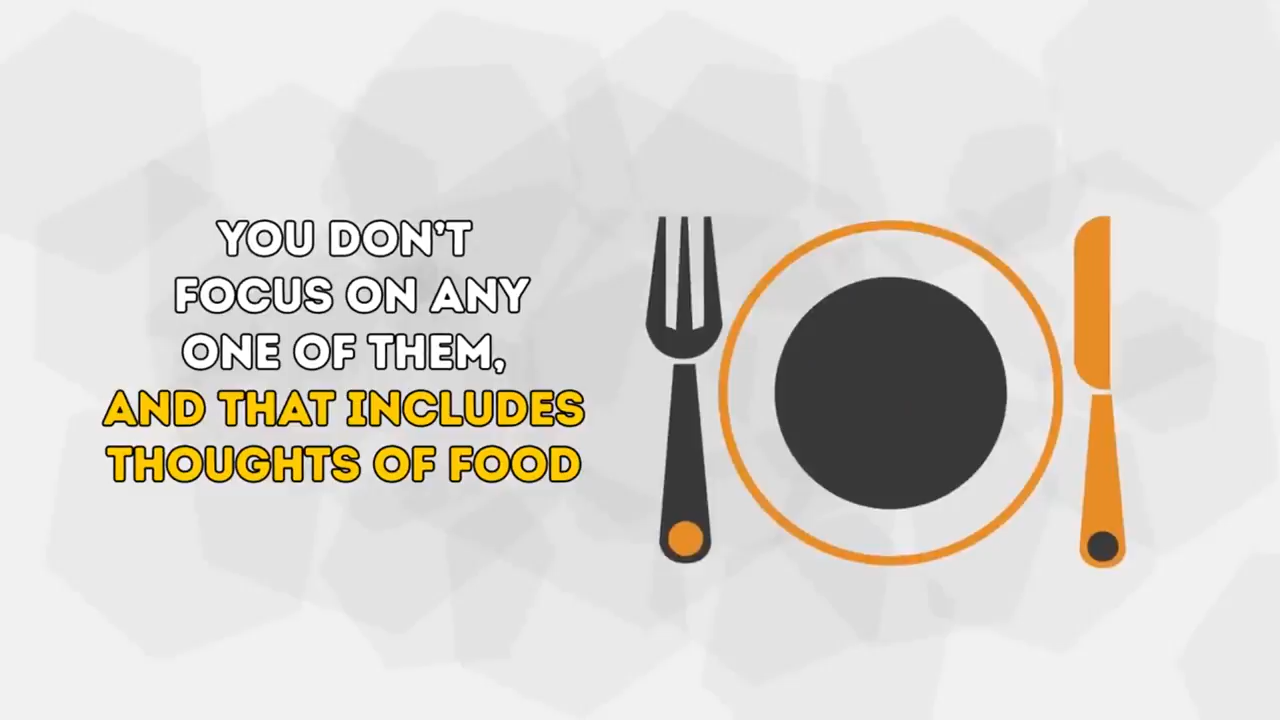 YOU DON'T
FOCUS ON ANY
ONE OF THEM,
AND THAT INCLUDES
THOUGHTS OF FOOD